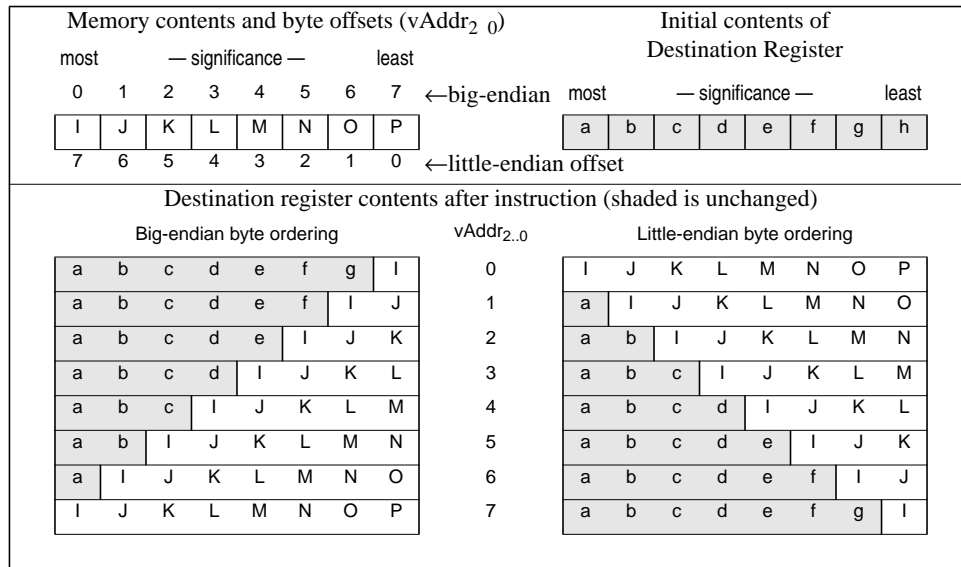 Memory contents and byte offsets (vAddr2 0)
most — significance — least
0 1 2 3 4 5 6 7 ←big-endian
I J K L M N O P
7 6 5 4 3 2 1 0 ←little-endian offset
Initial contents of
Destination Register
most — significance — least
a b c d e f g h
Destination register contents after instruction (shaded is unchanged)
Big-endian byte ordering vAddr2..0 Little-endian byte ordering
a b c d e f g I 0 I J K L M N O P
a b c d e f I J 1 a I J K L M N O
a b c d e I J K 2 a b I J K L M N
a b c d I J K L 3 a b c I J K L M
a b c I J K L M 4 a b c d I J K L
a b I J K L M N 5 a b c d e I J K
a I J K L M N O 6 a b c d e f I J
I J K L M N O P 7 a b c d e f g I